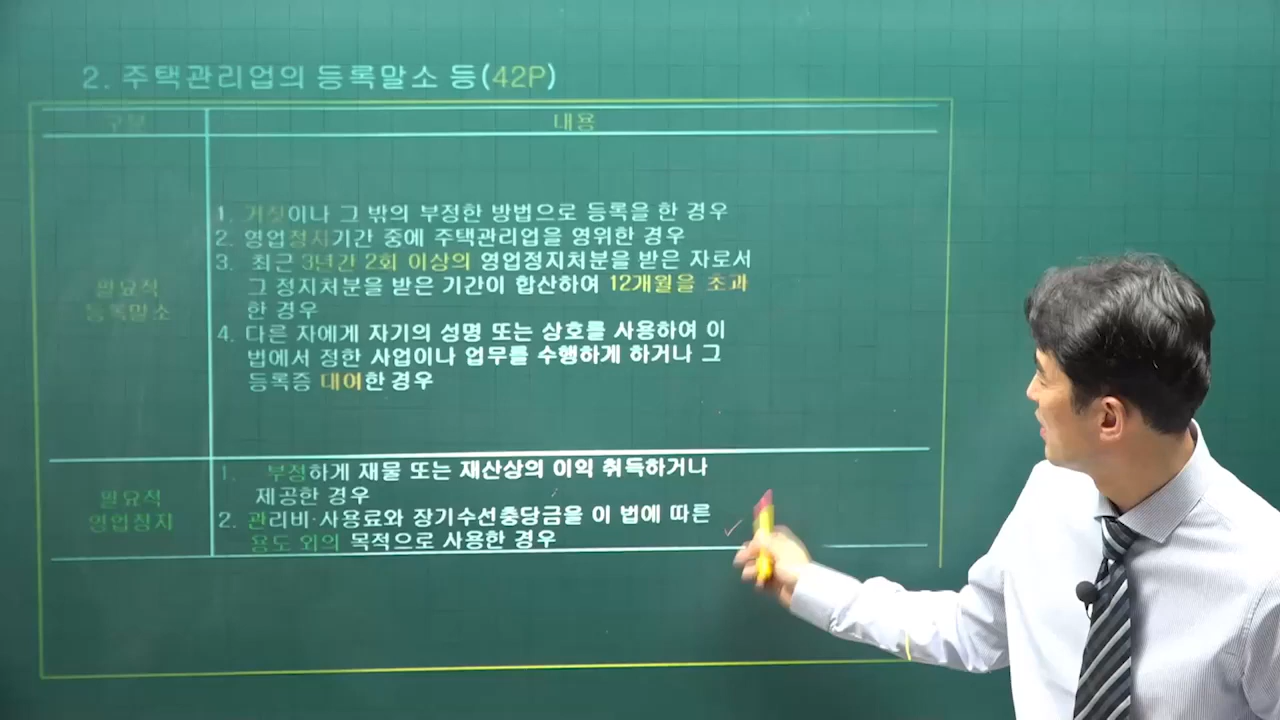 2. 주택관리업의 등록말소 등(42P)
구분
내용
필요적
등록말소
1. 거짓이나 그 밖의 부정한 방법으로 등록을 한 경우
2. 영업정지기간 중에 주택관리업을 영위한 경우
3. 최근 3년간 2회 이상의 영업정지처분을 받은 자로서
그 정지처분을 받은 기간이 합산하여 12개월을 초과
한 경우
4. 다른 자에게 자기의 성명 또는 상호를 사용하여 이
법에서 정한 사업이나 업무를 수행하게 하거나 그
등록증 대여한 경우
필요적
영업정지
1. 부정하게 재물 또는 재산상의 이익 취득하거나
제공한 경우
2. 관리비·사용료와 장기수선충당금을 이 법에 따른
용도 외의 목적으로 사용한 경우